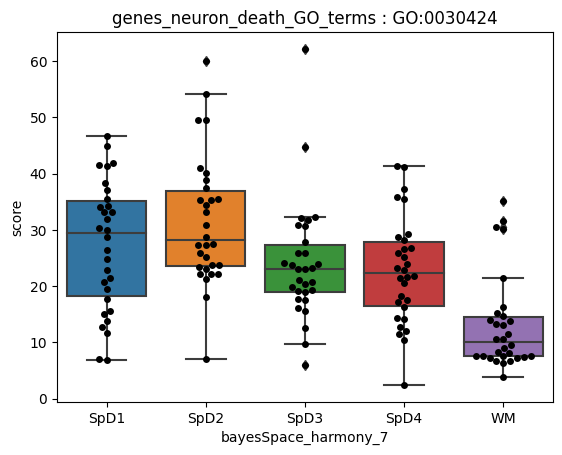 genes_neuron_death_GO_terms : GO:0030424
score
60
50
40
30
20
10
0
SpD1 SpD2 SpD3 SpD4 WM
bayesSpace_harmony_7